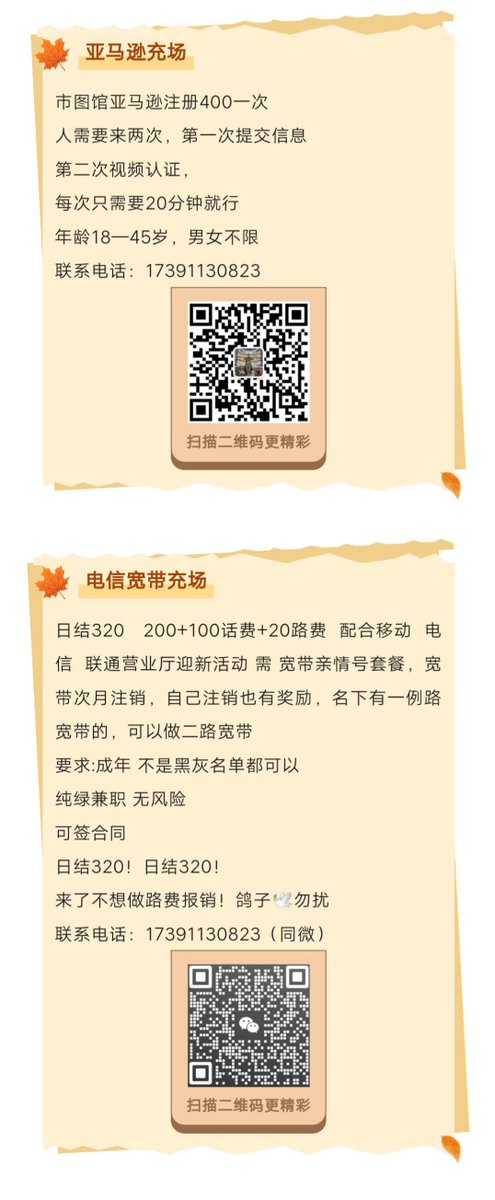 亚马逊充场
市图馆亚马逊注册400一次
人需要来两次，第一次提交信息
第二次视频认证，
每次只需要20分钟就行
年龄18—45岁，男女不限
联系电话：17391130823
扫描二维码更精彩
电信宽带充场
日结320 200+100话费+20路费 配合移动 电
信 联通营业厅迎新活动 需 宽带亲情号套餐，宽
带次月注销，自己注销也有奖励，名下有一例路
宽带的，可以做二路宽带
要求:成年 不是黑灰名单都可以
纯绿兼职 无风险
可签合同
日结320！日结320！
来了不想做路费报销！鸽子🕊勿扰
联系电话：17391130823（同微）
扫描二维码更精彩